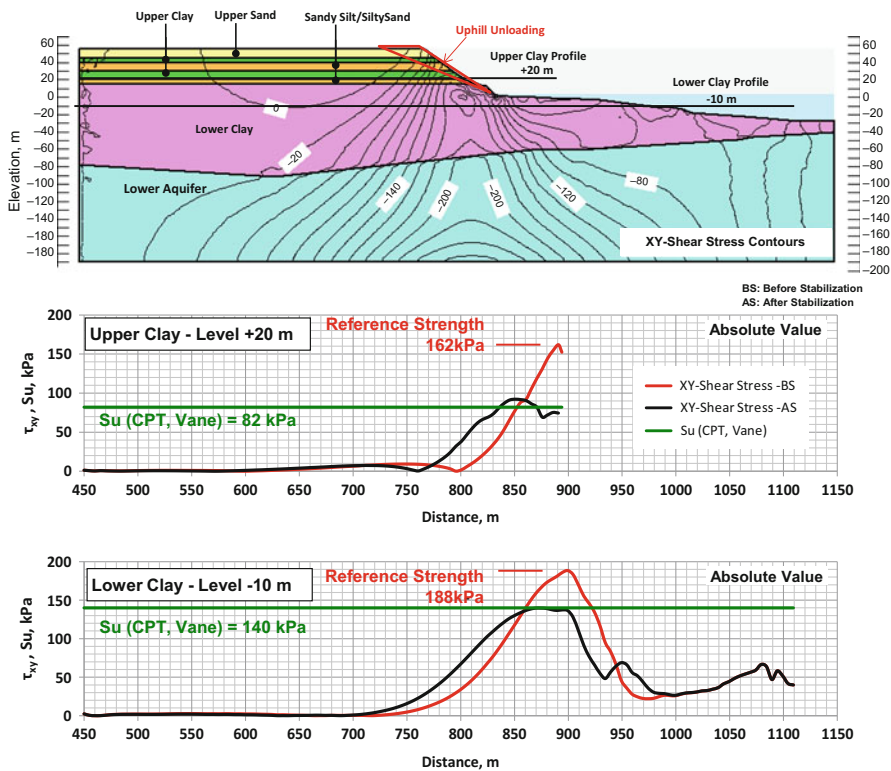 Upper Clay Upper Sand Sandy Silt/SiltySand
Uphill Unloading
Upper Clay Profile
+20 m
Lower Clay Profile
-10 m
60
40
20
0
−20
−40
−60
−80
−100
−120
−140
−160
−180
Elevation, m
60
40
20
0
−20
−40
−60
−80
−100
−120
−140
−160
−180
−200
0
Lower Clay
−20
Lower Aquifer
−140
−200
−200
−120
−80
XY-Shear Stress Contours
BS: Before Stabilization
AS: After Stabilization
Upper Clay - Level +20 m
Reference Strength
162kPa
Absolute Value
XY-Shear Stress -BS
XY-Shear Stress -AS
Su (CPT, Vane)
Su (CPT, Vane) = 82 kPa
τxy , Su, kPa
200
150
100
50
0
450 500 550 600 650 700 750 800 850 900 950 1000 1050 1100 1150
Distance, m
Lower Clay - Level -10 m
Reference Strength
188kPa
Absolute Value
Su (CPT, Vane) = 140 kPa
τxy , Su, kPa
200
150
100
50
0
450 500 550 600 650 700 750 800 850 900 950 1000 1050 1100 1150
Distance, m